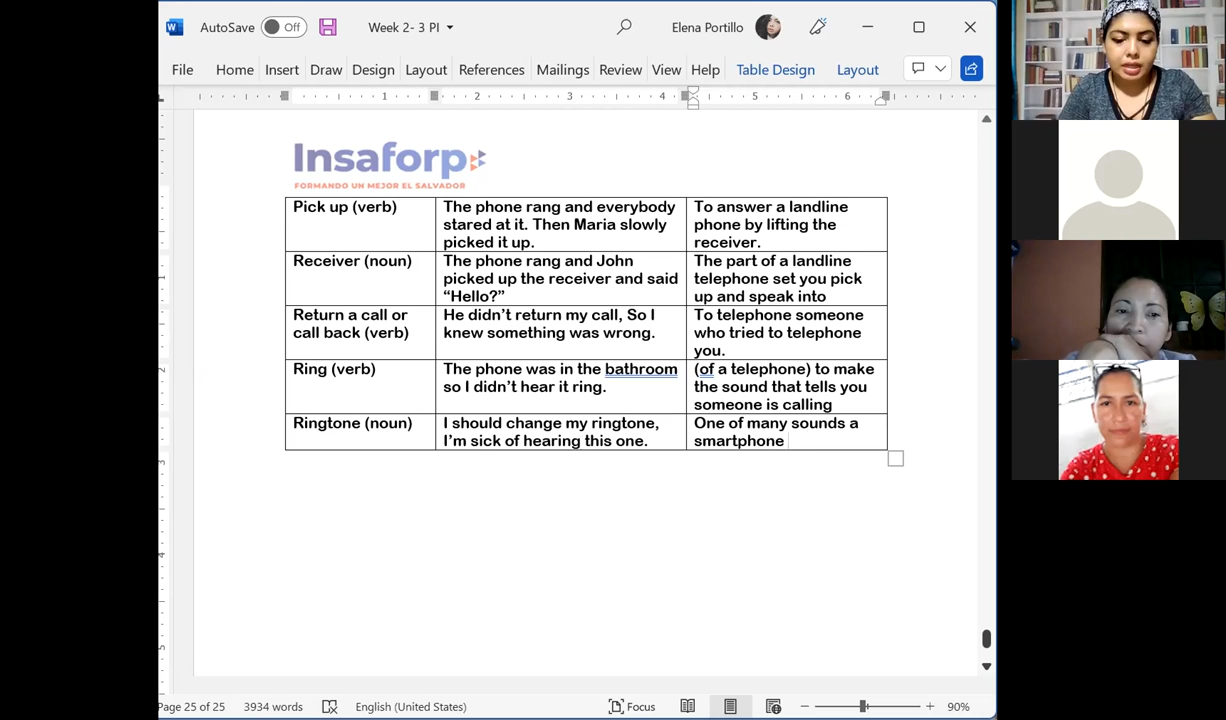 AutoSave Off Week 2- 3 PI Elena Portillo
File Home Insert Draw Design Layout References Mailings Review View Help Table Design Layout
1 2 3 4 5 6
Insaforp
FORMANDO UN MEJOR EL SALVADOR
Pick up (verb)
The phone rang and everybody
stared at it. Then Maria slowly
picked it up.
To answer a landline
phone by lifting the
receiver.
Receiver (noun)
The phone rang and John
picked up the receiver and said
“Hello?”
The part of a landline
telephone set you pick
up and speak into
Return a call or
call back (verb)
He didn’t return my call, So I
knew something was wrong.
To telephone someone
who tried to telephone
you.
Ring (verb)
The phone was in the bathroom
so I didn’t hear it ring.
(of a telephone) to make
the sound that tells you
someone is calling
Ringtone (noun)
I should change my ringtone,
I’m sick of hearing this one.
One of many sounds a
smartphone
Page 25 of 25 3934 words English (United States) Focus 90%